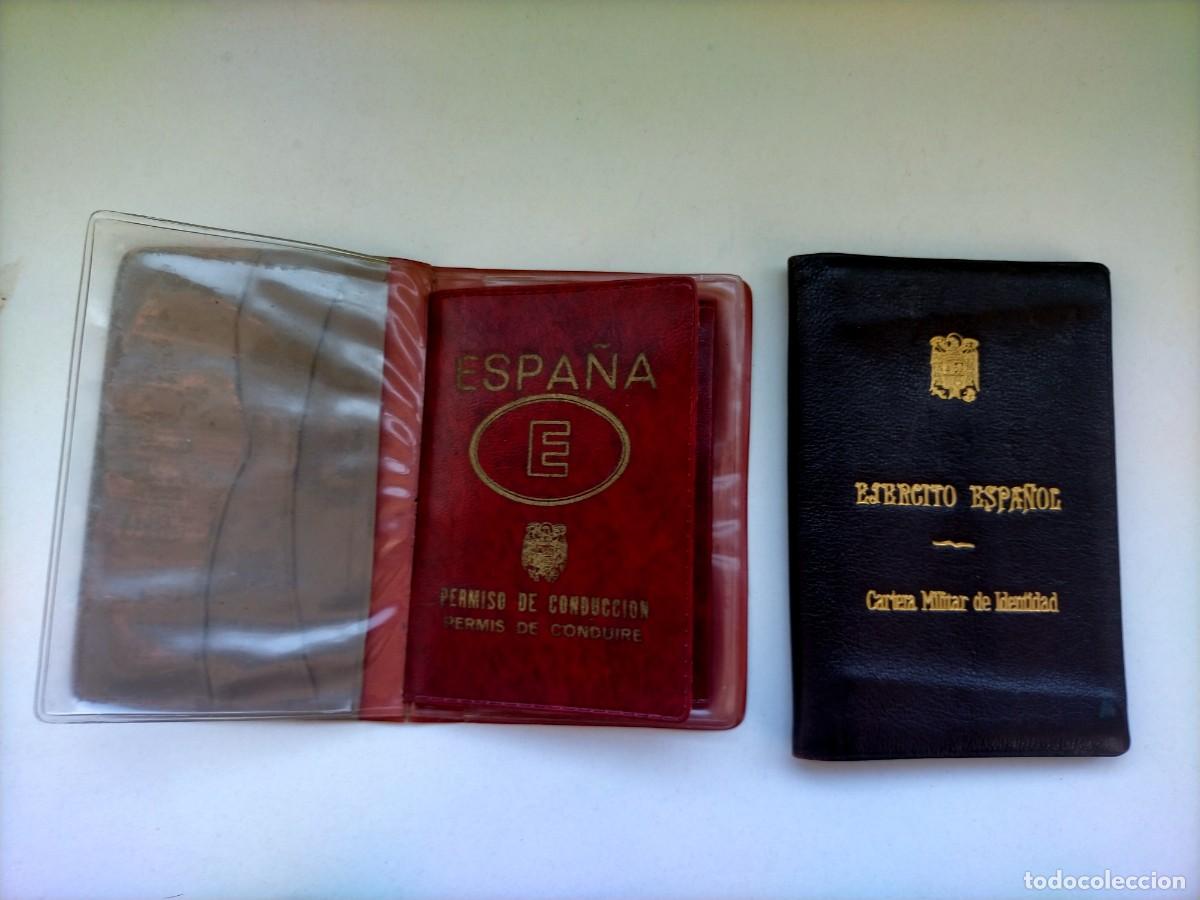 ESPAÑA
E
PERMISO DE CONDUCCION
PERMIS DE CONDUIRE
EJERCITO ESPAÑOL
Cartera Militar de Identidad
todocoleccion